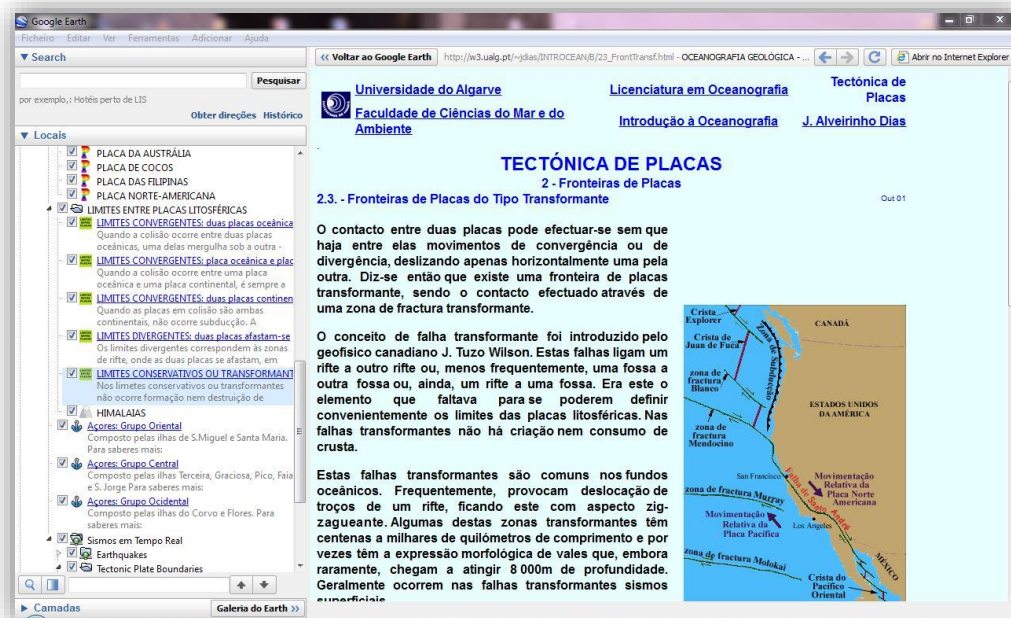 Google Earth
Ficheiro Editar Ver Ferramentas Adicionar Ajuda
Search
Pesquisar
por exemplo,: Hotéis perto de LIS
Obter direções Histórico
Locais
PLACA DA AUSTRÁLIA
PLACA DE COCOS
PLACA DAS FILIPINAS
PLACA NORTE-AMERICANA
LIMITES ENTRE PLACAS LITOSFÉRICAS
LIMITES CONVERGENTES: duas placas oceânica
Quando a colisão ocorre entre duas placas
oceânicas, uma delas mergulha sob a outra -
LIMITES CONVERGENTES: placa oceânica e plac
Quando a colisão ocorre entre uma placa
oceânica e uma placa continental, é sempre a
LIMITES CONVERGENTES: duas placas continen
Quando as placas em colisão são ambas
continentais, não ocorre subducção. A
LIMITES DIVERGENTES: duas placas afastam-se
Os limites divergentes correspondem às zonas
de rifte, onde as duas placas se afastam, em
LIMITES CONSERVATIVOS OU TRANSFORMANT
Nos limetes conservativos ou transformantes
não ocorre formação nem destruição de
HIMALAIAS
Açores: Grupo Oriental
Composto pelas ilhas de S.Miguel e Santa Maria.
Para saberes mais:
Açores: Grupo Central
Composto pelas ilhas Terceira, Graciosa, Pico, Faia
e S. Jorge Para saberes mais:
Açores: Grupo Ocidental
Composto pelas ilhas do Corvo e Flores. Para
saberes mais:
Sismos em Tempo Real
Earthquakes
Tectonic Plate Boundaries
Camadas
Galeria do Earth >>
<< Voltar ao Google Earth http://w3.ualg.pt/~jdias/INTROCEAN/B/23_FrontTransf.html - OCEANOGRAFIA GEOLÓGICA - ... Abrir no Internet Explorer
Universidade do Algarve
Faculdade de Ciências do Mar e do
Ambiente
Licenciatura em Oceanografia
Introdução à Oceanografia
Tectónica de
Placas
J. Alveirinho Dias
TECTÓNICA DE PLACAS
2 - Fronteiras de Placas
2.3. - Fronteiras de Placas do Tipo Transformante
Out 01
O contacto entre duas placas pode efectuar-se sem que
haja entre elas movimentos de convergência ou de
divergência, deslizando apenas horizontalmente uma pela
outra. Diz-se então que existe uma fronteira de placas
transformante, sendo o contacto efectuado através de
uma zona de fractura transformante.
O conceito de falha transformante foi introduzido pelo
geofísico canadiano J. Tuzo Wilson. Estas falhas ligam um
rifte a outro rifte ou, menos frequentemente, uma fossa a
outra fossa ou, ainda, um rifte a uma fossa. Era este o
elemento que faltava para se poderem definir
convenientemente os limites das placas litosféricas. Nas
falhas transformantes não há criação nem consumo de
crusta.
Estas falhas transformantes são comuns nos fundos
oceânicos. Frequentemente, provocam deslocação de
troços de um rifte, ficando este com aspecto zig-
zagueante. Algumas destas zonas transformantes têm
centenas a milhares de quilómetros de comprimento e por
vezes têm a expressão morfológica de vales que, embora
raramente, chegam a atingir 8 000m de profundidade.
Geralmente ocorrem nas falhas transformantes sismos
superficiais.
Crista
Explorer
CANADÁ
Crista de
Juan de Fuca
Zona de Subducção
zona de
fractura
Blanco
ESTADOS UNIDOS
DA AMÉRICA
zona de
fractura
Mendocino
San Francisco
Falha de Santo André
Movimentação
Relativa da
Placa Norte
Americana
zona de fractura Murray
Movimentação
Relativa da
Placa Pacífica
Los Angeles
zona de fractura Molokai
MÉXICO
Crista do
Pacífico
Oriental